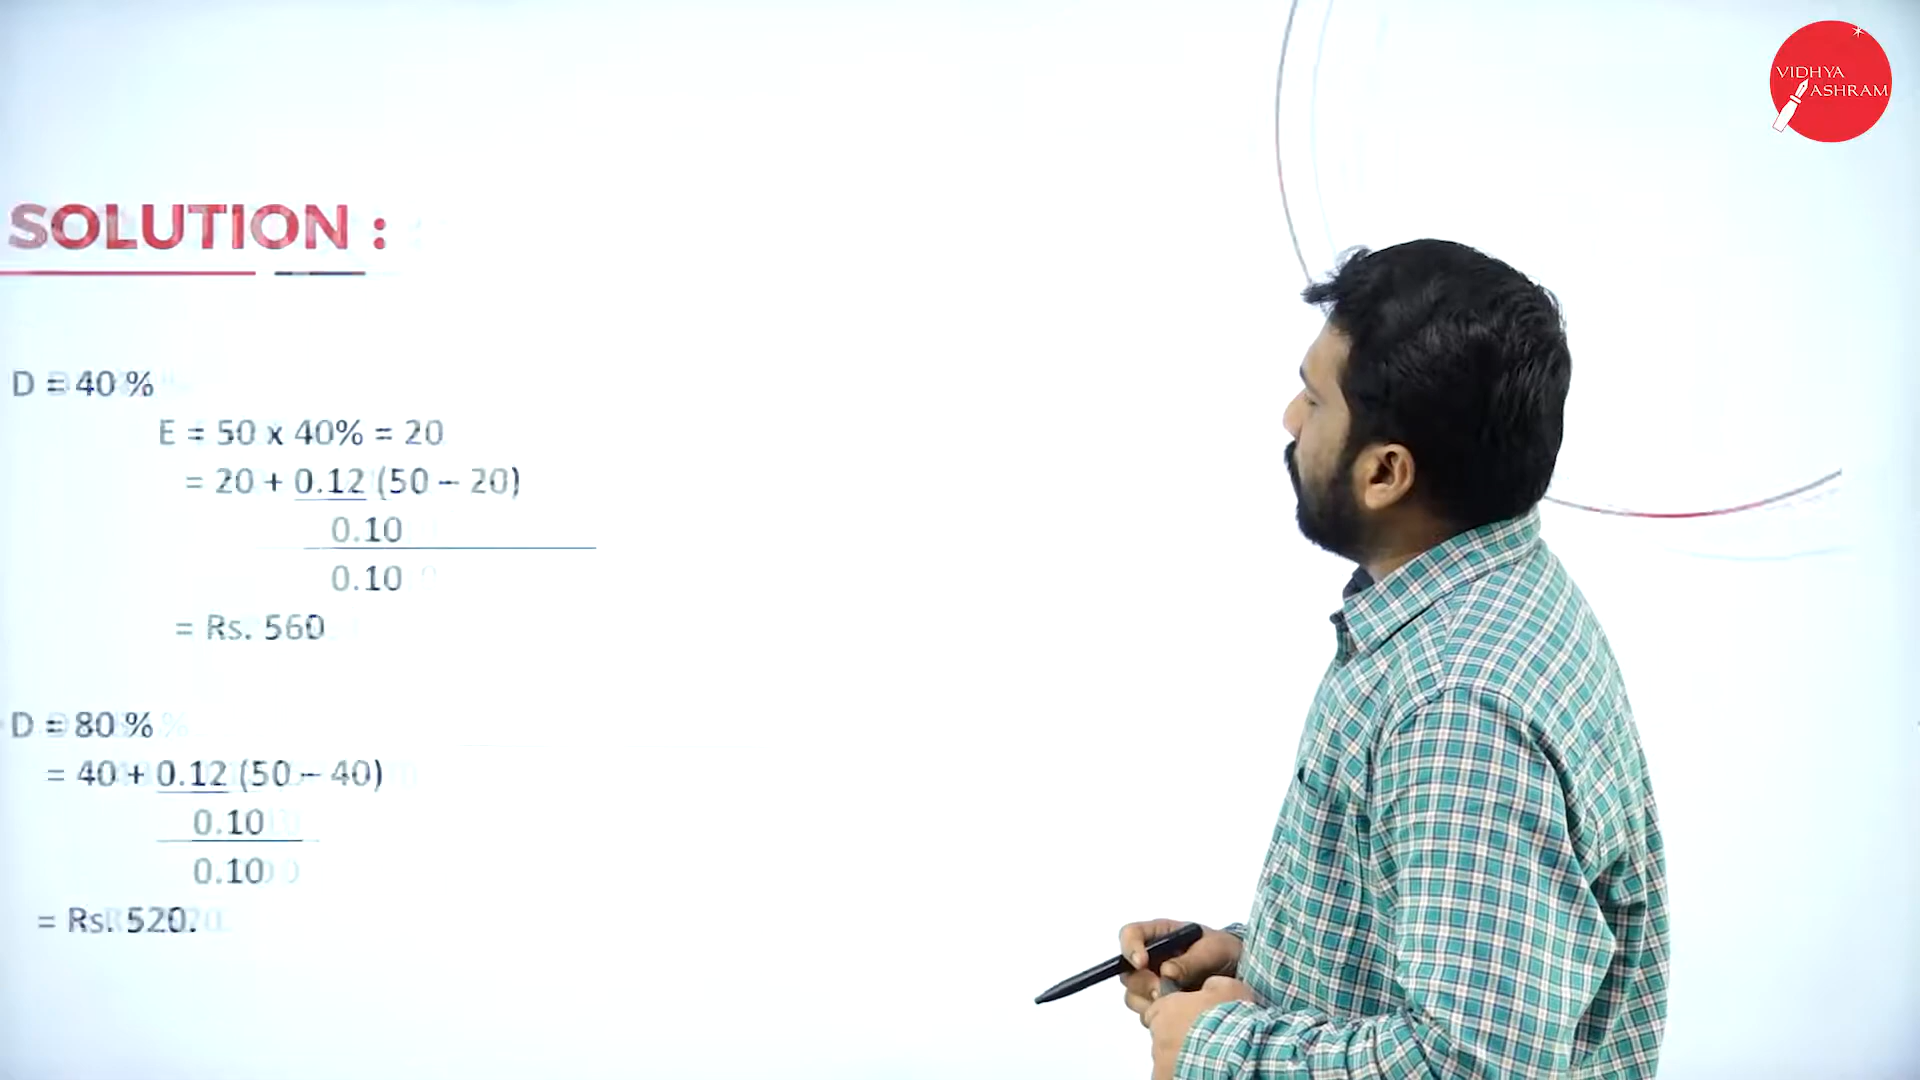 VIDHYA
ASHRAM
SOLUTION :
D = 40 %
E = 50 x 40% = 20
= 20 + 0.12 (50 – 20)
0.10
0.10
= Rs. 560
D = 80 %
= 40 + 0.12 (50 – 40)
0.10
0.10
= Rs. 520.